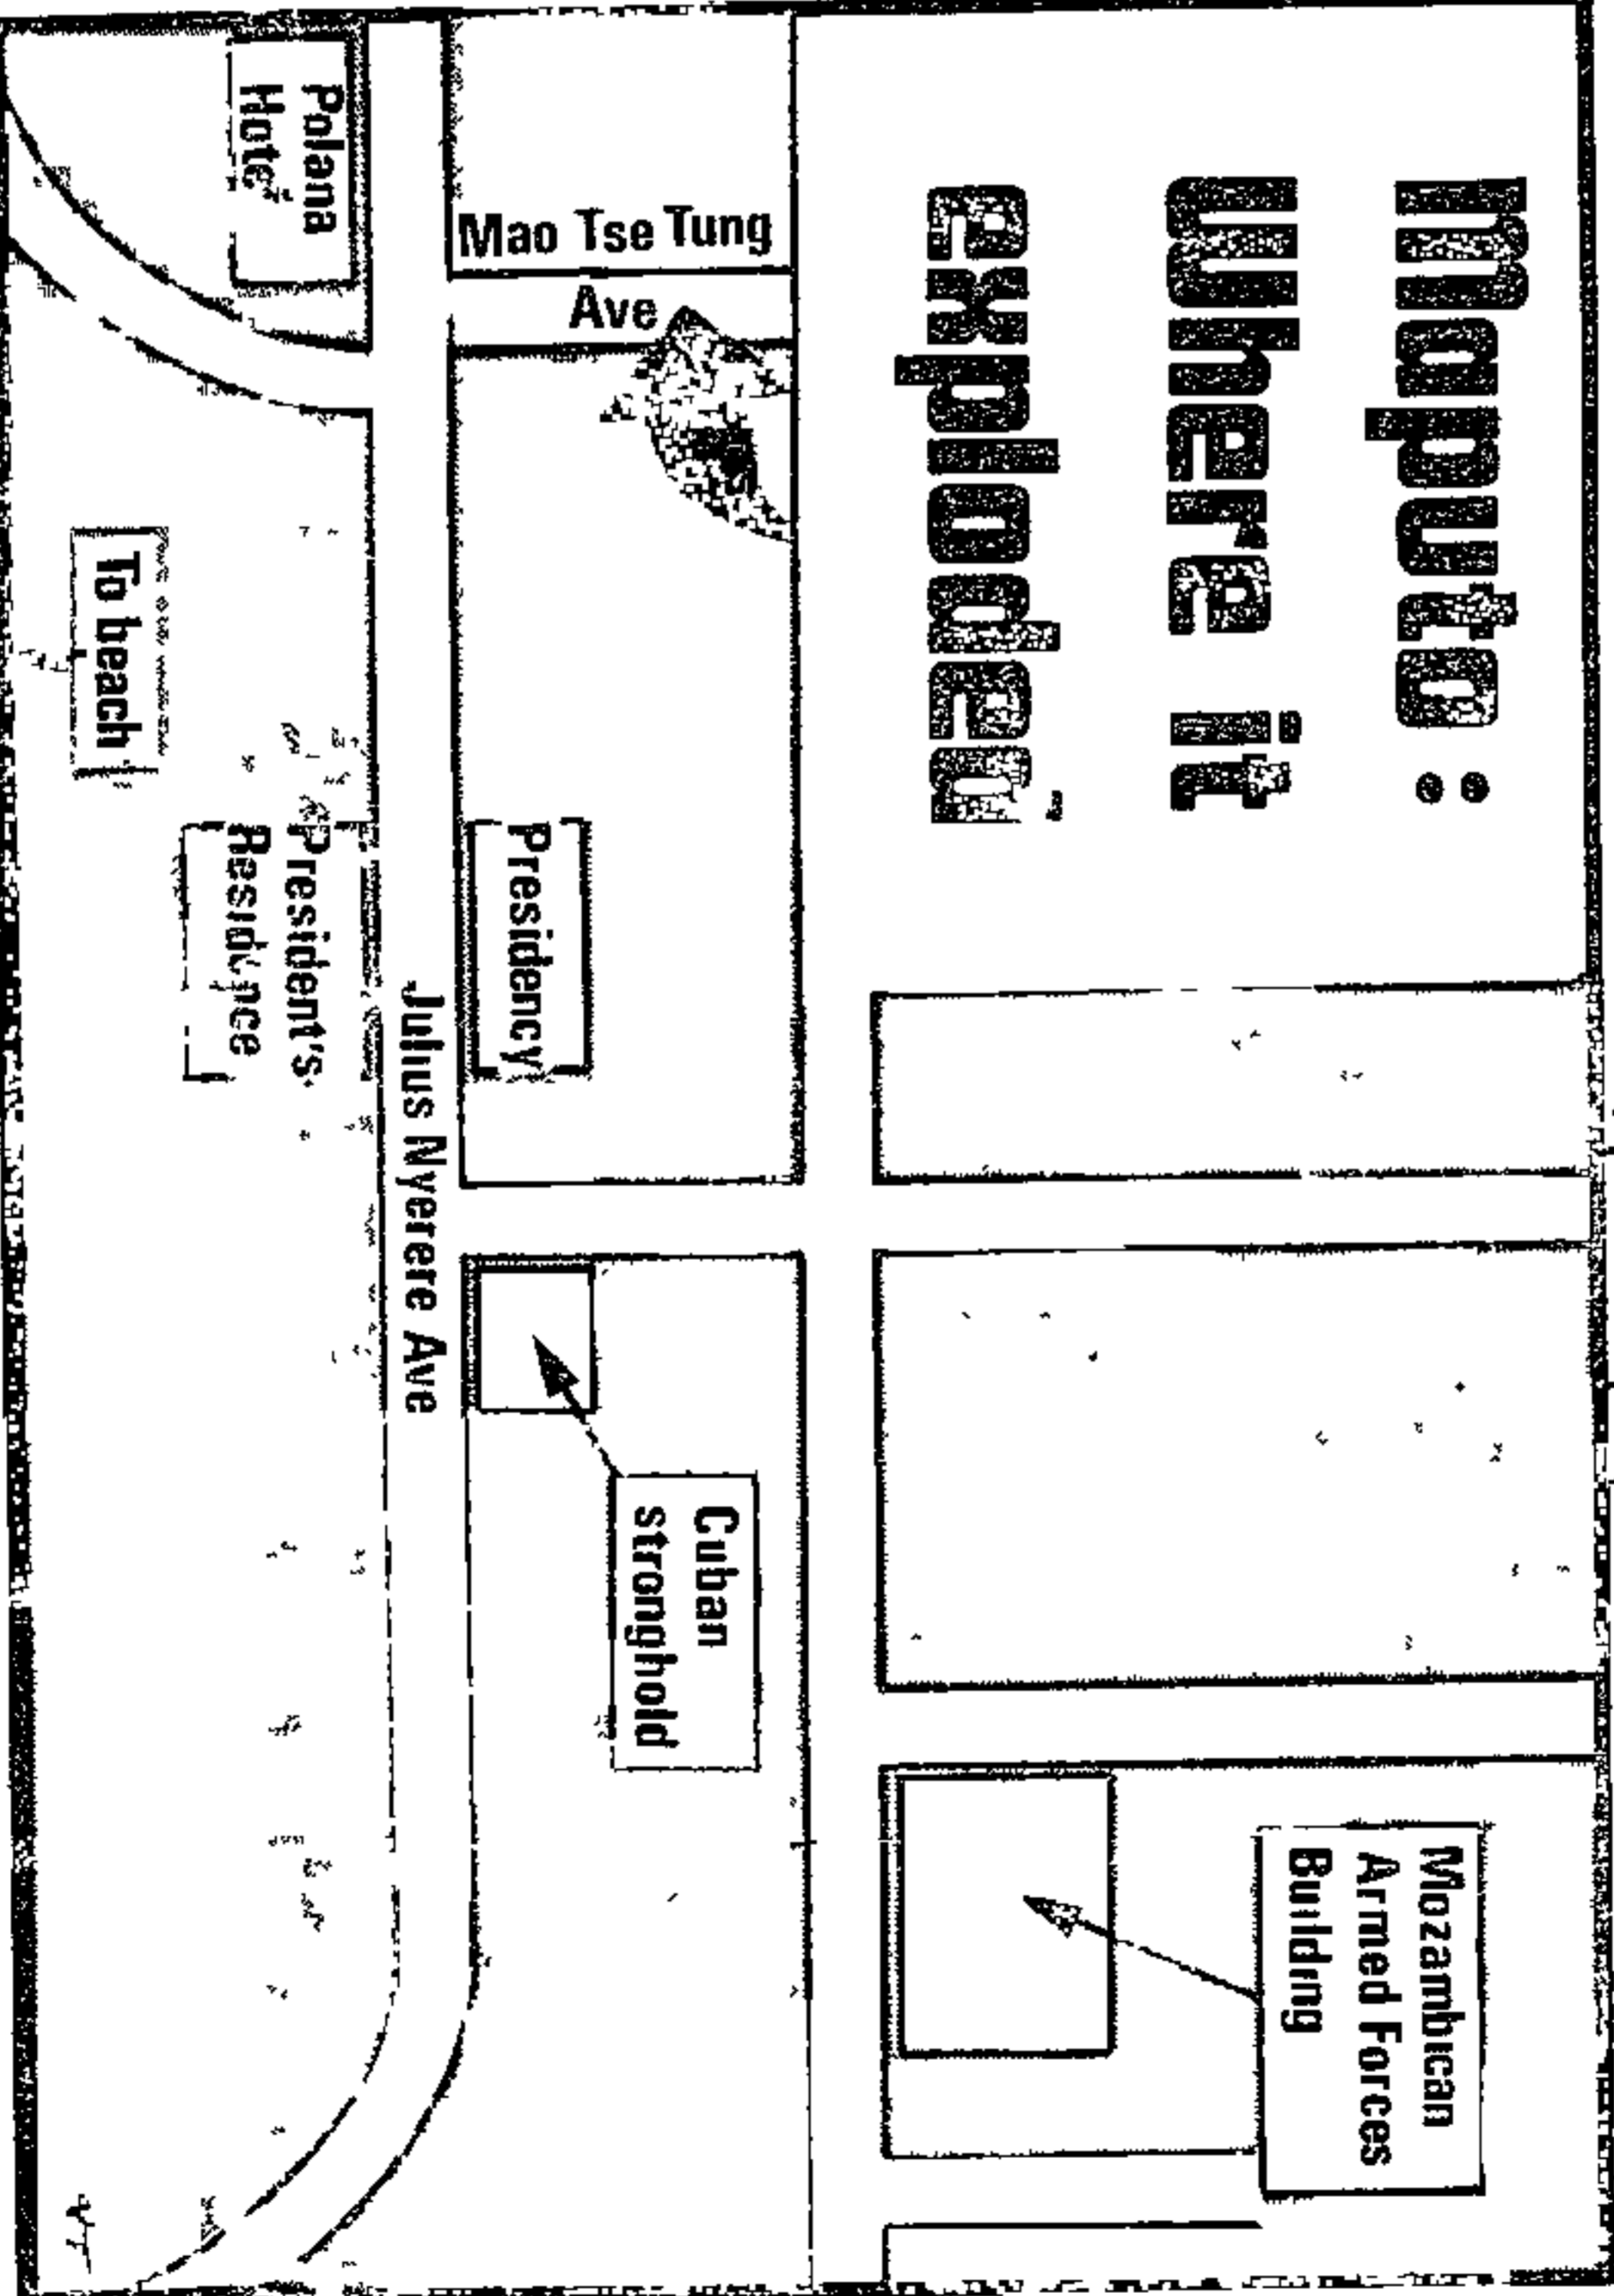 Maputo:
Where it
exploded
Mao Tse Tung
Ave
Polana
Hote
To beach
Presidency
President's
Residence
Julius Nyerere Ave
Cuban
stronghold
Mozambican
Armed Forces
Building